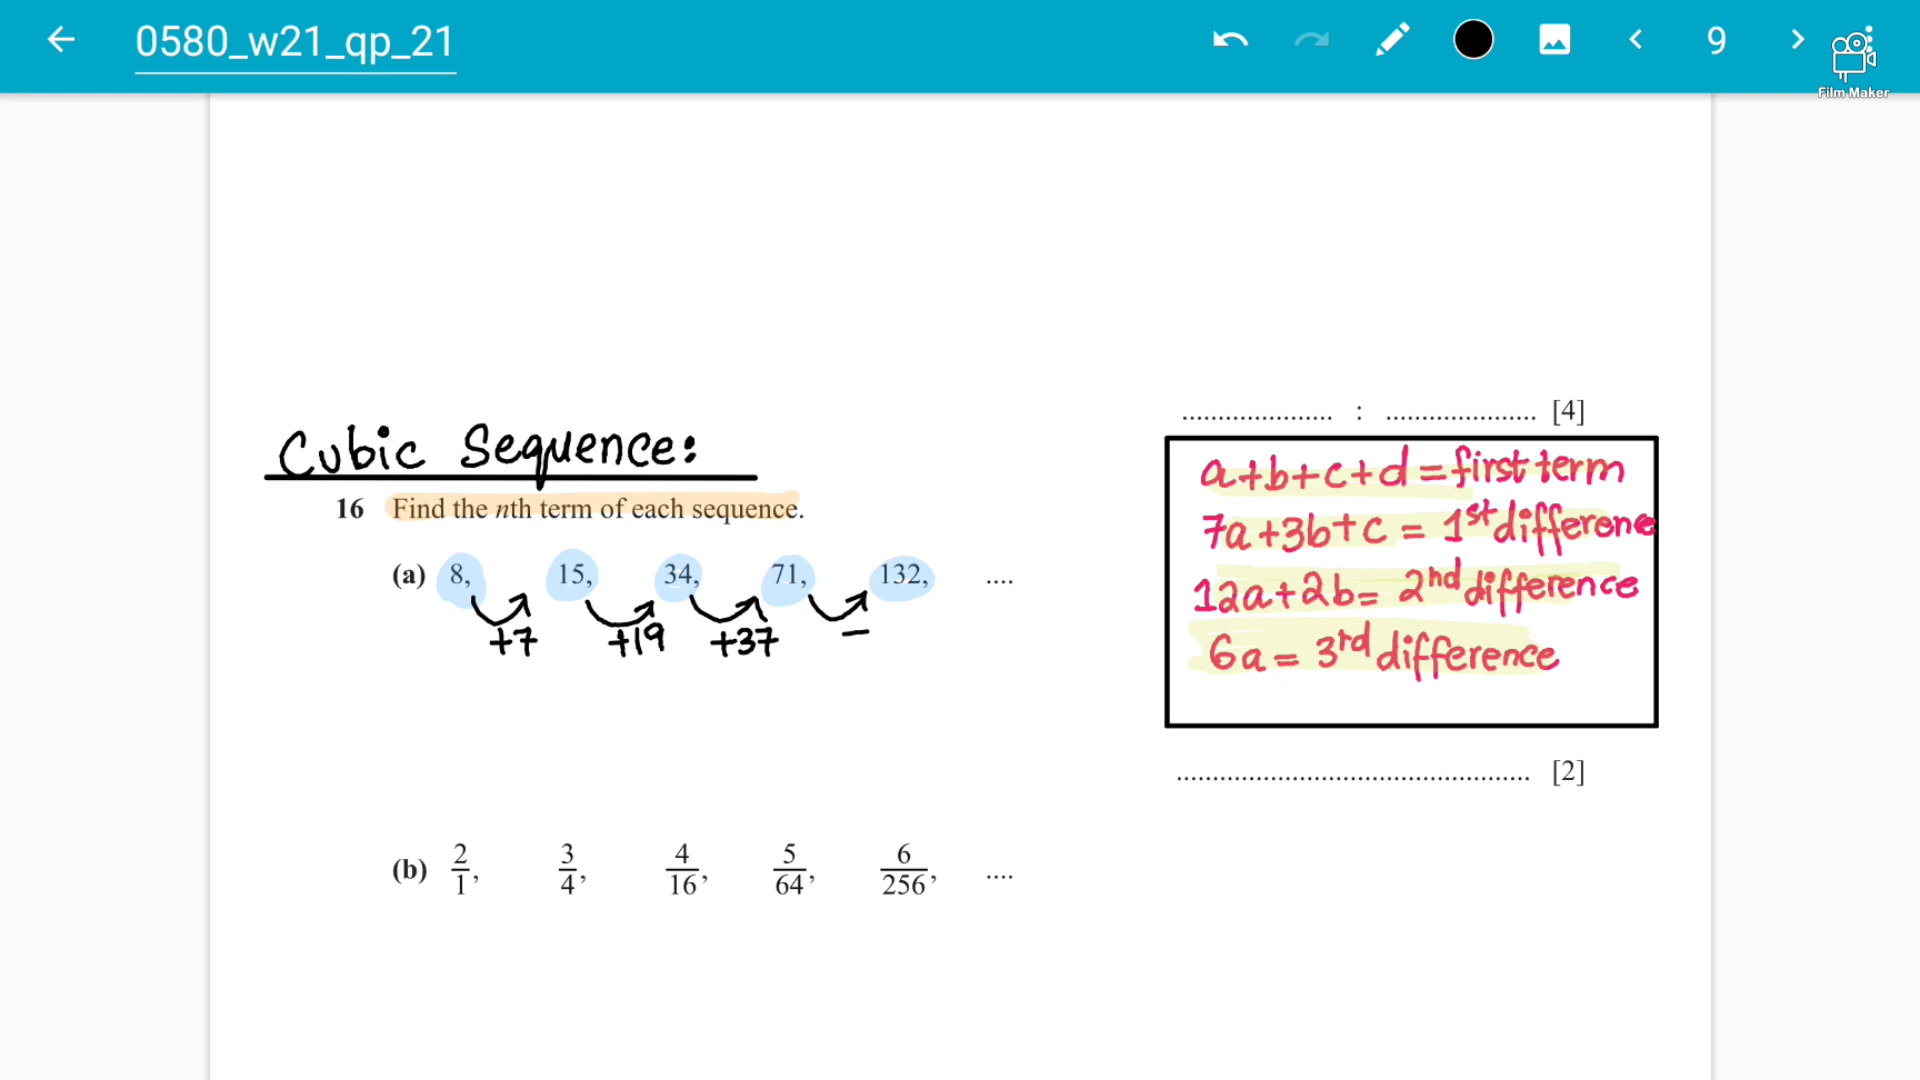 0580_w21_qp_21
9
Film Maker
..................... : ..................... [4]
Cubic Sequence:
a+b+c+d = first term
7a+3b+c = 1st differenc
12a+2b= 2nd difference
6a = 3rd difference
16 Find the nth term of each sequence.
(a) 8, 15, 34, 71, 132, ....
+7 +19 +37 –
................................................. [2]
(b) 2/1, 3/4, 4/16, 5/64, 6/256, ....